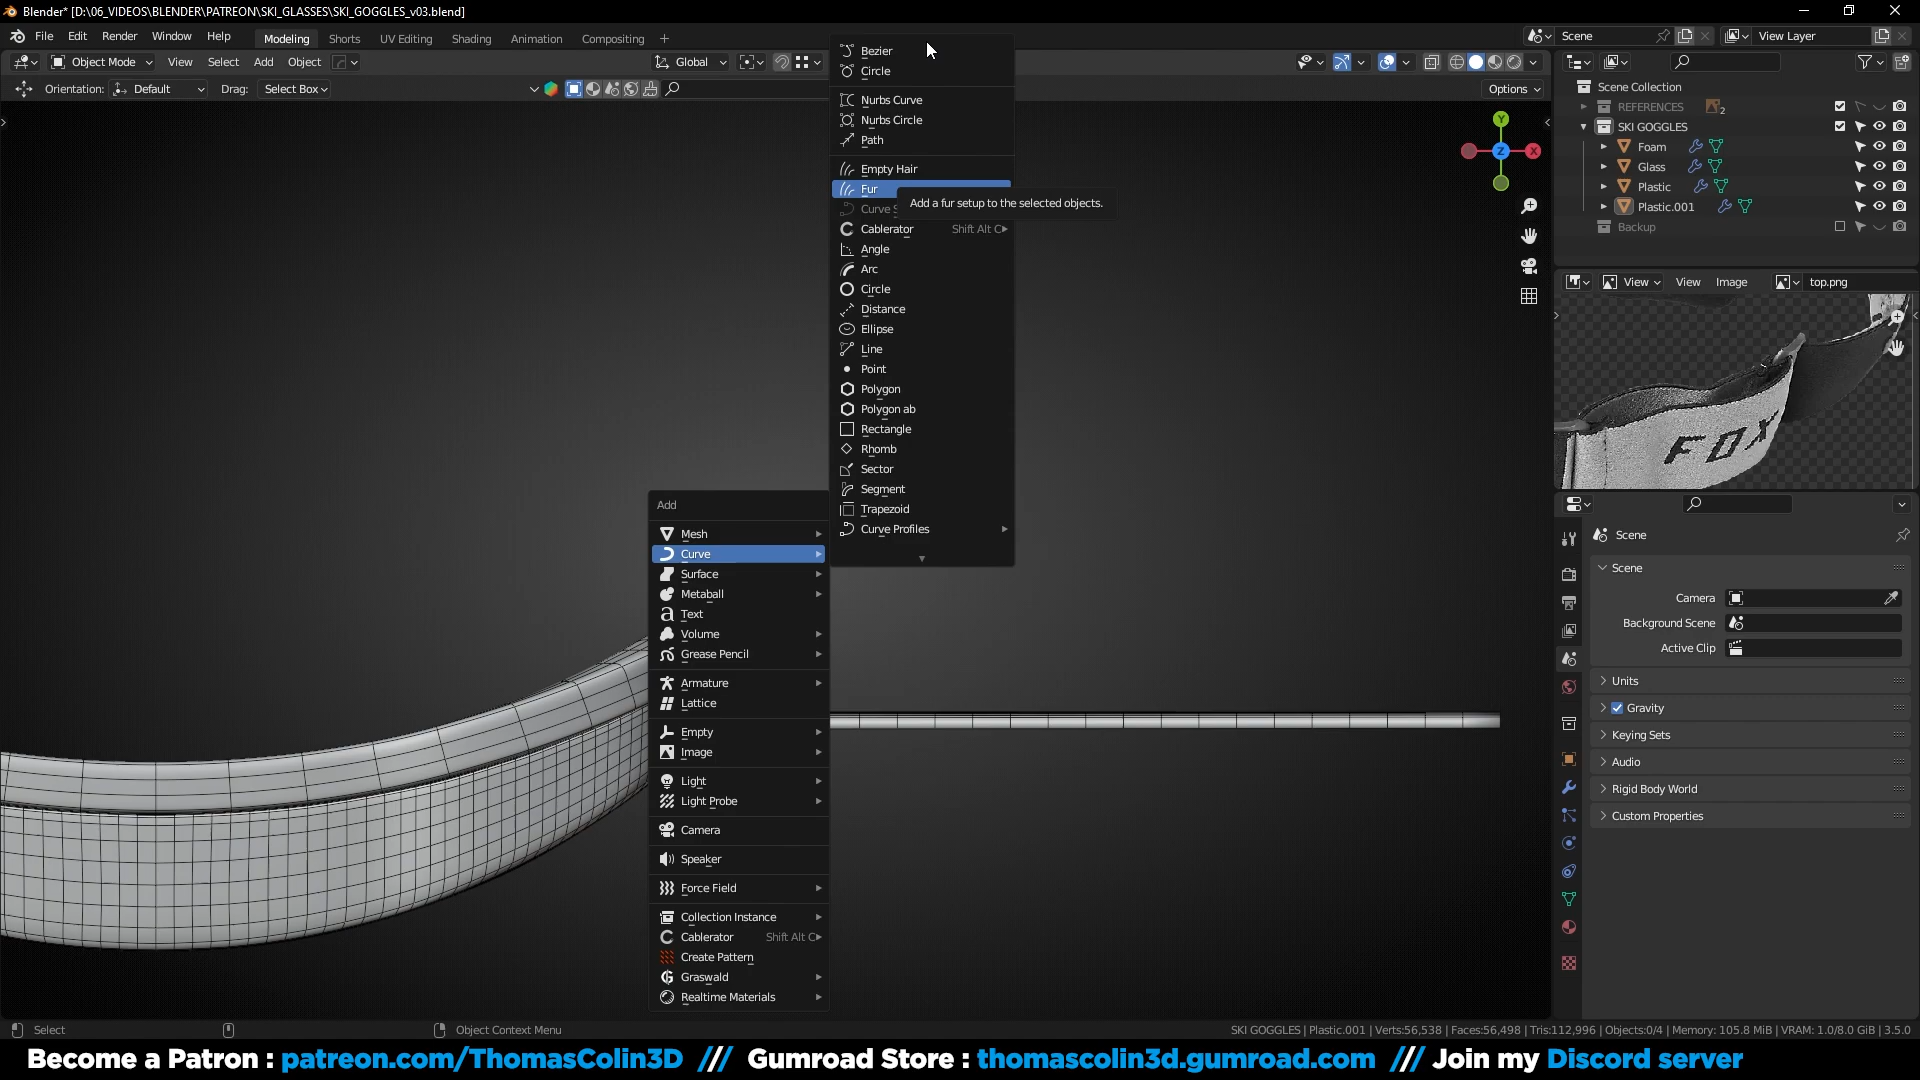 Blender* [D:\06_VIDEOS\BLENDER\PATREON\SKI_GLASSES\SKI_GOGGLES_v03.blend]
File Edit Render Window Help Modeling Shorts UV Editing Shading Animation Compositing + Scene View Layer
Object Mode View Select Add Object Global
Orientation: Default Drag: Select Box Options
Bezier
Circle
Nurbs Curve
Nurbs Circle
Path
Empty Hair
Fur
Add a fur setup to the selected objects.
Curve S
Cablerator Shift Alt C
Angle
Arc
Circle
Distance
Ellipse
Line
Point
Polygon
Polygon ab
Rectangle
Rhomb
Sector
Segment
Trapezoid
Curve Profiles
Add
Mesh
Curve
Surface
Metaball
Text
Volume
Grease Pencil
Armature
Lattice
Empty
Image
Light
Light Probe
Camera
Speaker
Force Field
Collection Instance
Cablerator Shift Alt C
Create Pattern
Graswald
Realtime Materials
Y
Z
X
Scene Collection
REFERENCES 2
SKI GOGGLES
Foam
Glass
Plastic
Plastic.001
Backup
View View Image top.png
FOX
Scene
Scene
Camera
Background Scene
Active Clip
Units
Gravity
Keying Sets
Audio
Rigid Body World
Custom Properties
Select Object Context Menu SKI GOGGLES | Plastic.001 | Verts:56,538 | Faces:56,498 | Tris:112,996 | Objects:0/4 | Memory: 105.8 MiB | VRAM: 1.0/8.0 GiB | 3.5.0
Become a Patron : patreon.com/ThomasColin3D /// Gumroad Store : thomascolin3d.gumroad.com /// Join my Discord server